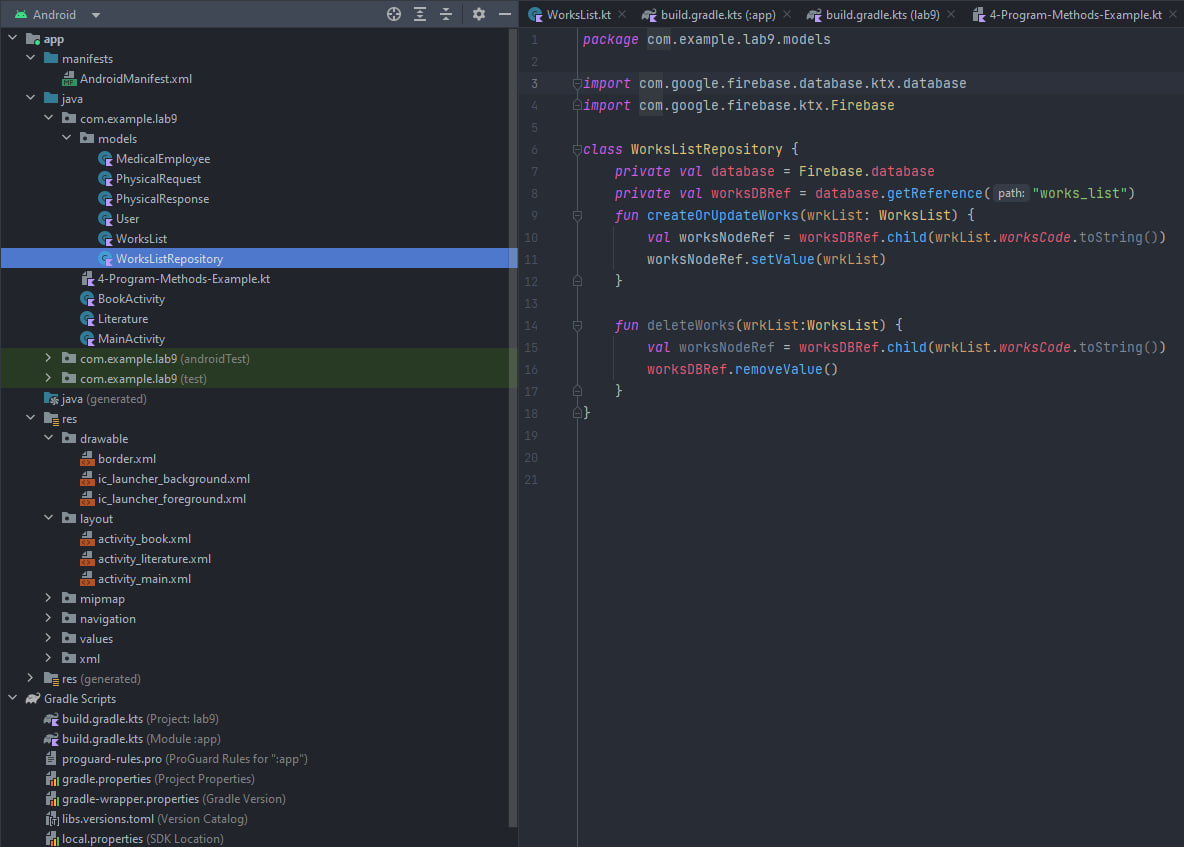 Android
app
manifests
AndroidManifest.xml
java
com.example.lab9
models
MedicalEmployee
PhysicalRequest
PhysicalResponse
User
WorksList
WorksListRepository
4-Program-Methods-Example.kt
BookActivity
Literature
MainActivity
com.example.lab9 (androidTest)
com.example.lab9 (test)
java (generated)
res
drawable
border.xml
ic_launcher_background.xml
ic_launcher_foreground.xml
layout
activity_book.xml
activity_literature.xml
activity_main.xml
mipmap
navigation
values
xml
res (generated)
Gradle Scripts
build.gradle.kts (Project: lab9)
build.gradle.kts (Module :app)
proguard-rules.pro (ProGuard Rules for ":app")
gradle.properties (Project Properties)
gradle-wrapper.properties (Gradle Version)
libs.versions.toml (Version Catalog)
local.properties (SDK Location)
WorksList.kt build.gradle.kts (:app) build.gradle.kts (lab9) 4-Program-Methods-Example.kt
1 package com.example.lab9.models
2
3 import com.google.firebase.database.ktx.database
4 import com.google.firebase.ktx.Firebase
5
6 class WorksListRepository {
7 private val database = Firebase.database
8 private val worksDBRef = database.getReference( path: "works_list")
9 fun createOrUpdateWorks(wrkList: WorksList) {
10 val worksNodeRef = worksDBRef.child(wrkList.worksCode.toString())
11 worksNodeRef.setValue(wrkList)
12 }
13
14 fun deleteWorks(wrkList:WorksList) {
15 val worksNodeRef = worksDBRef.child(wrkList.worksCode.toString())
16 worksDBRef.removeValue()
17 }
18 }
19
20
21